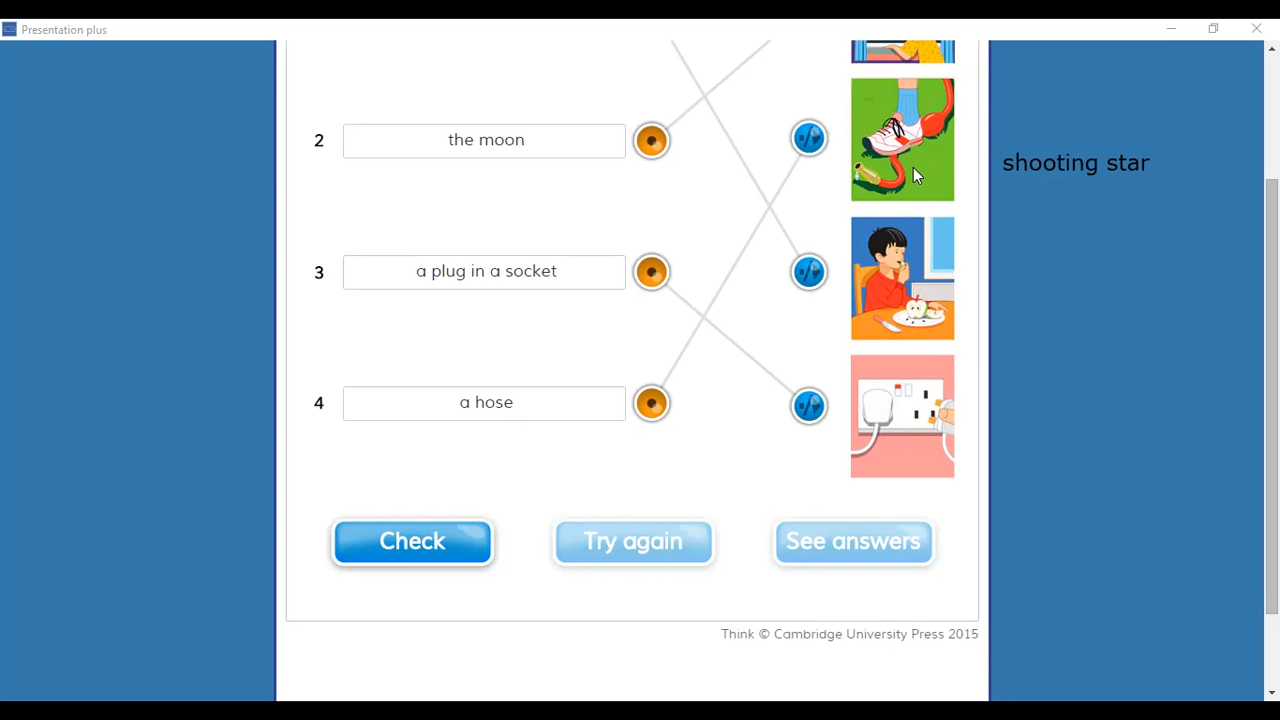 Presentation plus
2 the moon
shooting star
3 a plug in a socket
4 a hose
Check Try again See answers
Think © Cambridge University Press 2015